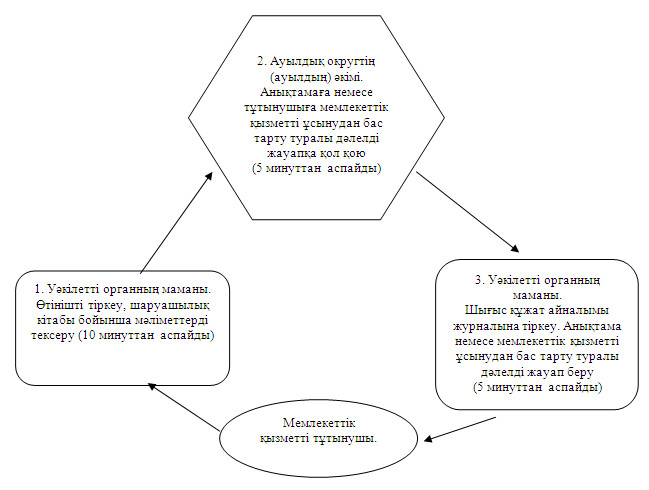 2. Ауылдық округтің
(ауылдың) әкімі.
Анықтамаға немесе
тұтынушыға мемлекеттік
қызметті ұсынудан бас
тарту туралы дәлелді
жауапқа қол қою
(5 минуттан аспайды)
1. Уәкілетті органның маманы.
Өтінішті тіркеу, шаруашылық
кітабы бойынша мәліметтерді
тексеру (10 минуттан аспайды)
3. Уәкілетті органның
маманы.
Шығыс құжат айналымы
журналына тіркеу. Анықтама
немесе мемлекеттік қызметті
ұсынудан бас тарту туралы
дәлелді жауап беру
(5 минуттан аспайды)
Мемлекеттік
қызметті тұтынушы.